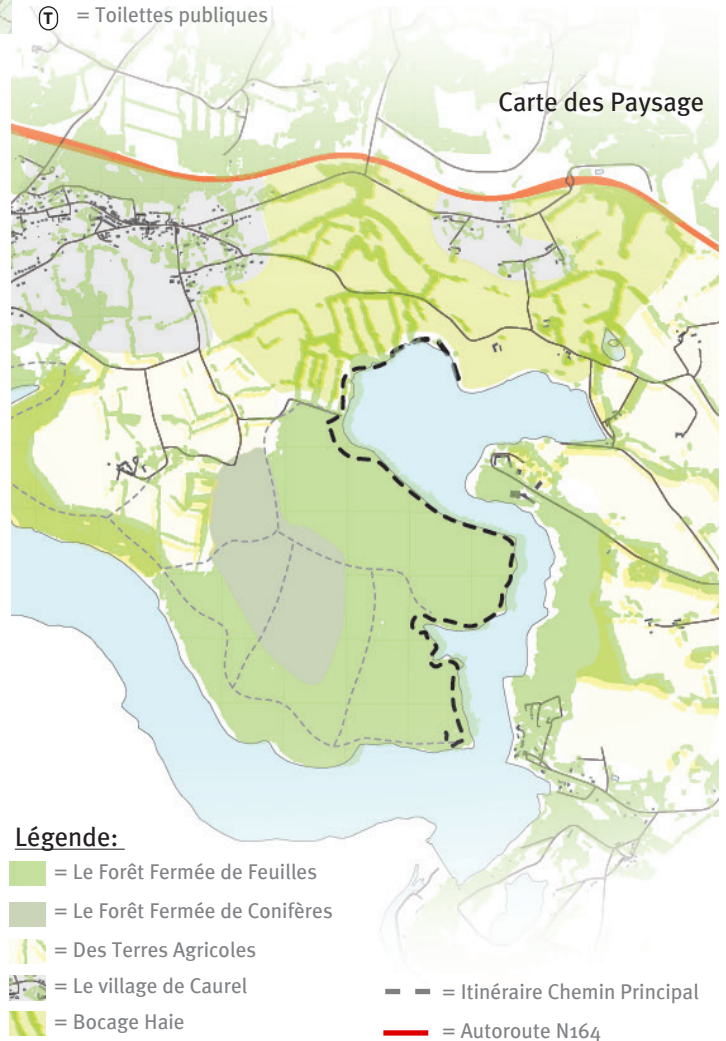 T = Toilettes publiques
Carte des Paysage
Légende:
= Le Forêt Fermée de Feuilles
= Le Forêt Fermée de Conifères
= Des Terres Agricoles
= Le village de Caurel
= Bocage Haie
= Itinéraire Chemin Principal
= Autoroute N164